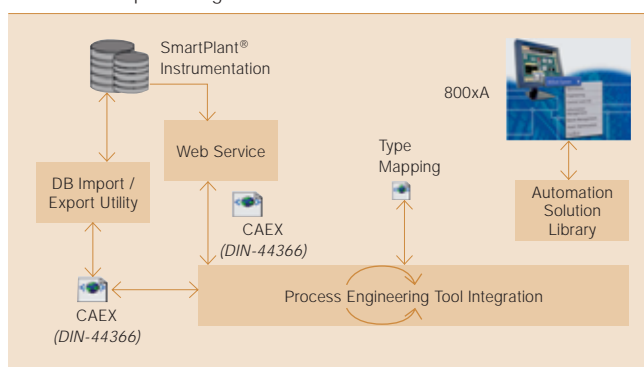 SmartPlant®
Instrumentation
800xA
Web Service
Type
Mapping
DB Import /
Export Utility
Automation
Solution
Library
CAEX
(DIN-44366)
Process Engineering Tool Integration
CAEX
(DIN-44366)